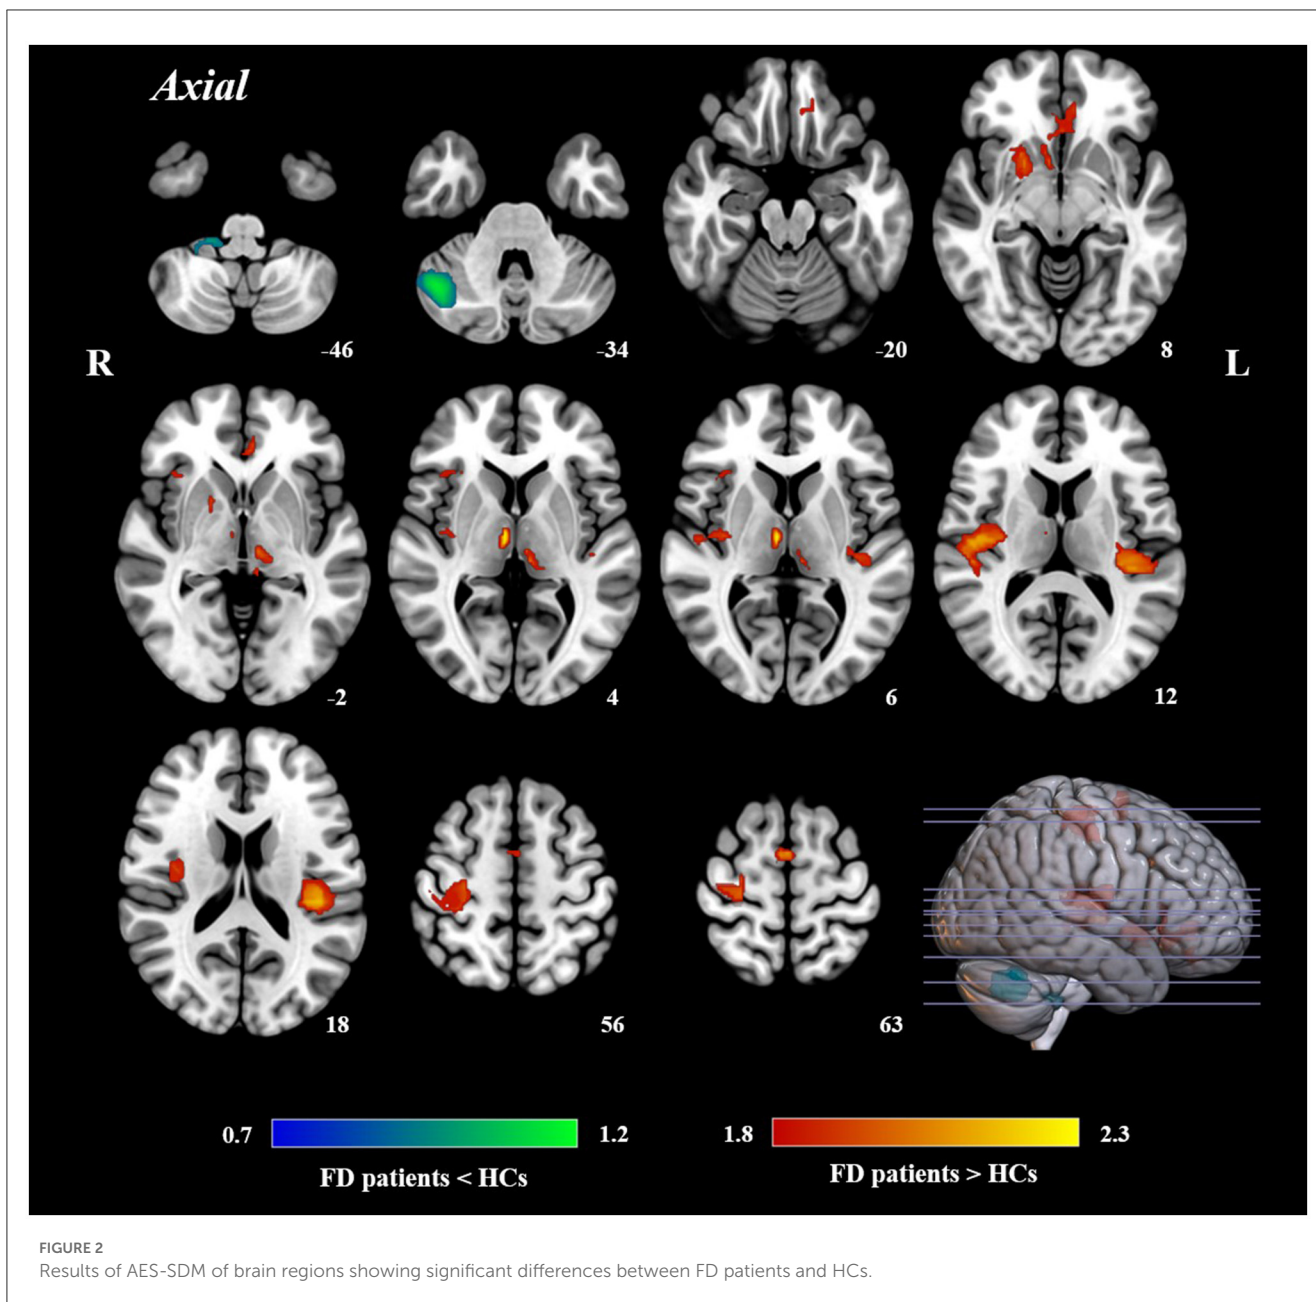 Axial
-46
-34
-20
8
R
L
-2
4
6
12
18
56
63
0.7
1.2
1.8
2.3
FD patients < HCs
FD patients > HCs
FIGURE 2
Results of AES-SDM of brain regions showing significant differences between FD patients and HCs.